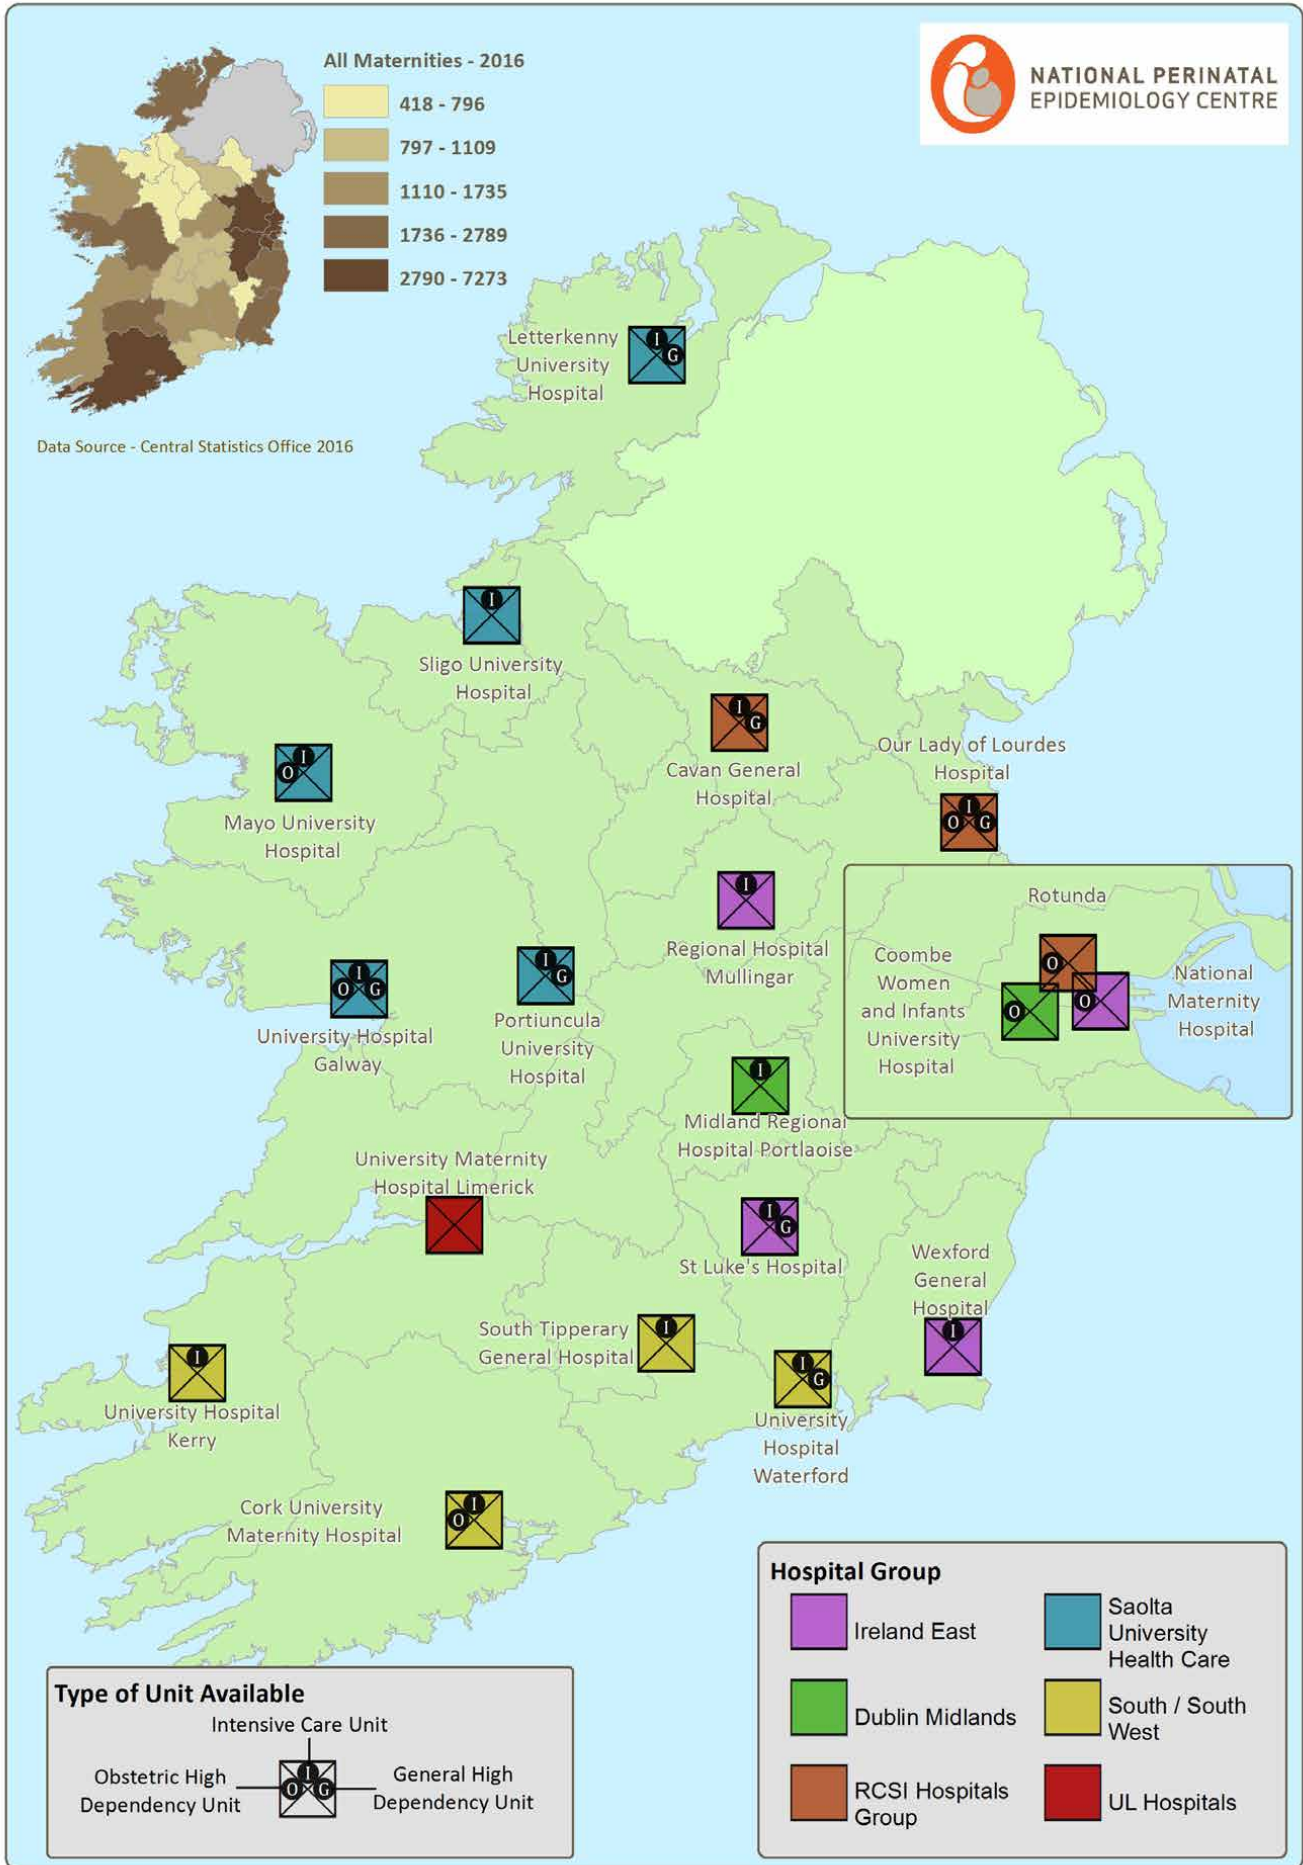 All Maternities - 2016
418 - 796
797 - 1109
1110 - 1735
1736 - 2789
2790 - 7273
Data Source - Central Statistics Office 2016
NATIONAL PERINATAL
EPIDEMIOLOGY CENTRE
Letterkenny
University
Hospital
I
G
I
Sligo University
Hospital
I
G
Cavan General
Hospital
Our Lady of Lourdes
Hospital
I
O
G
I
O
Mayo University
Hospital
I
Regional Hospital
Mullingar
Rotunda
O
Coombe
Women
and Infants
University
Hospital
O
O
National
Maternity
Hospital
I
O
G
University Hospital
Galway
I
G
Portiuncula
University
Hospital
I
Midland Regional
Hospital Portlaoise
University Maternity
Hospital Limerick
I
G
St Luke's Hospital
Wexford
General
Hospital
I
South Tipperary
General Hospital
I
I
G
University
Hospital
Waterford
I
University Hospital
Kerry
Cork University
Maternity Hospital
I
O
Type of Unit Available
Intensive Care Unit
Obstetric High
Dependency Unit
I
O
G
General High
Dependency Unit
Hospital Group
Ireland East
Dublin Midlands
RCSI Hospitals
Group
Saolta
University
Health Care
South / South
West
UL Hospitals